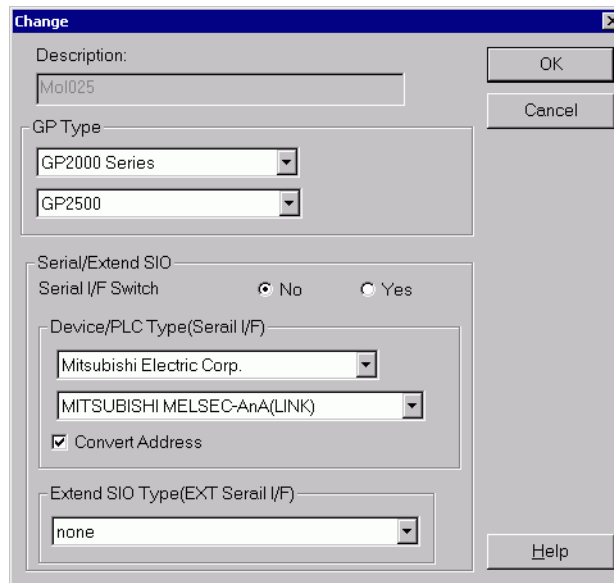 Change
Description:
Mol025
OK
Cancel
GP Type
GP2000 Series
GP2500
Serial/Extend SIO
Serial I/F Switch No Yes
Device/PLC Type(Serail I/F)
Mitsubishi Electric Corp.
MITSUBISHI MELSEC-AnA(LINK)
Convert Address
Extend SIO Type(EXT Serail I/F)
none
Help